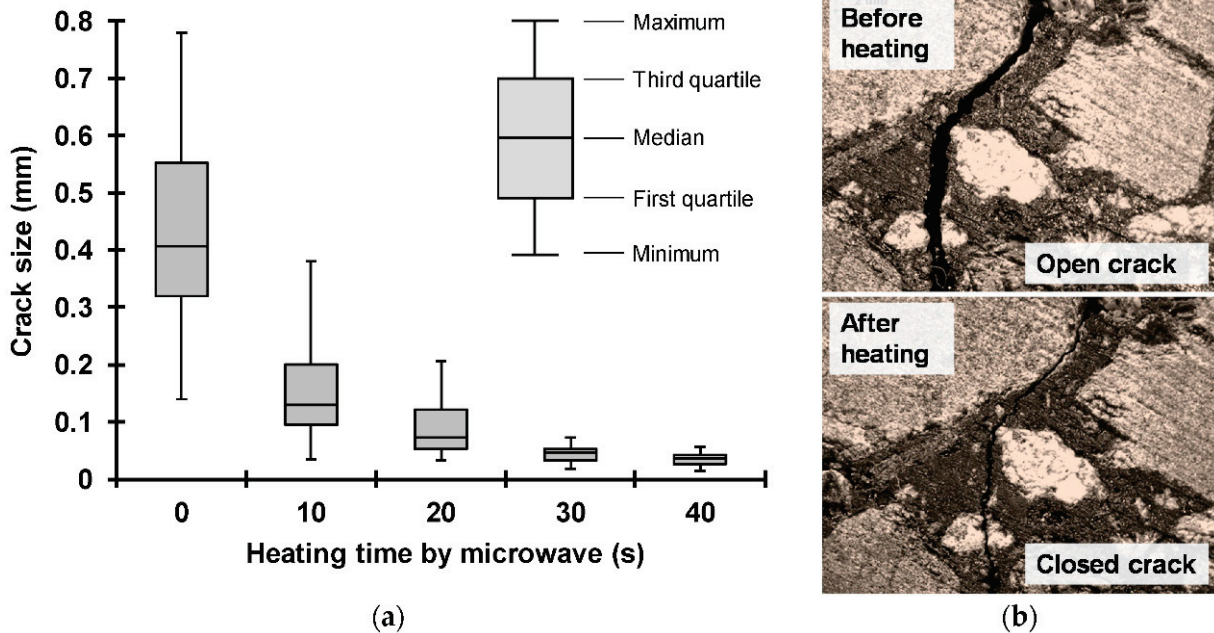 0.8
0.7
0.6
0.5
0.4
0.3
0.2
0.1
0
Crack size (mm)
Maximum
Third quartile
Median
First quartile
Minimum
0 10 20 30 40
Heating time by microwave (s)
(a)
Before
heating
Open crack
After
heating
Closed crack
(b)